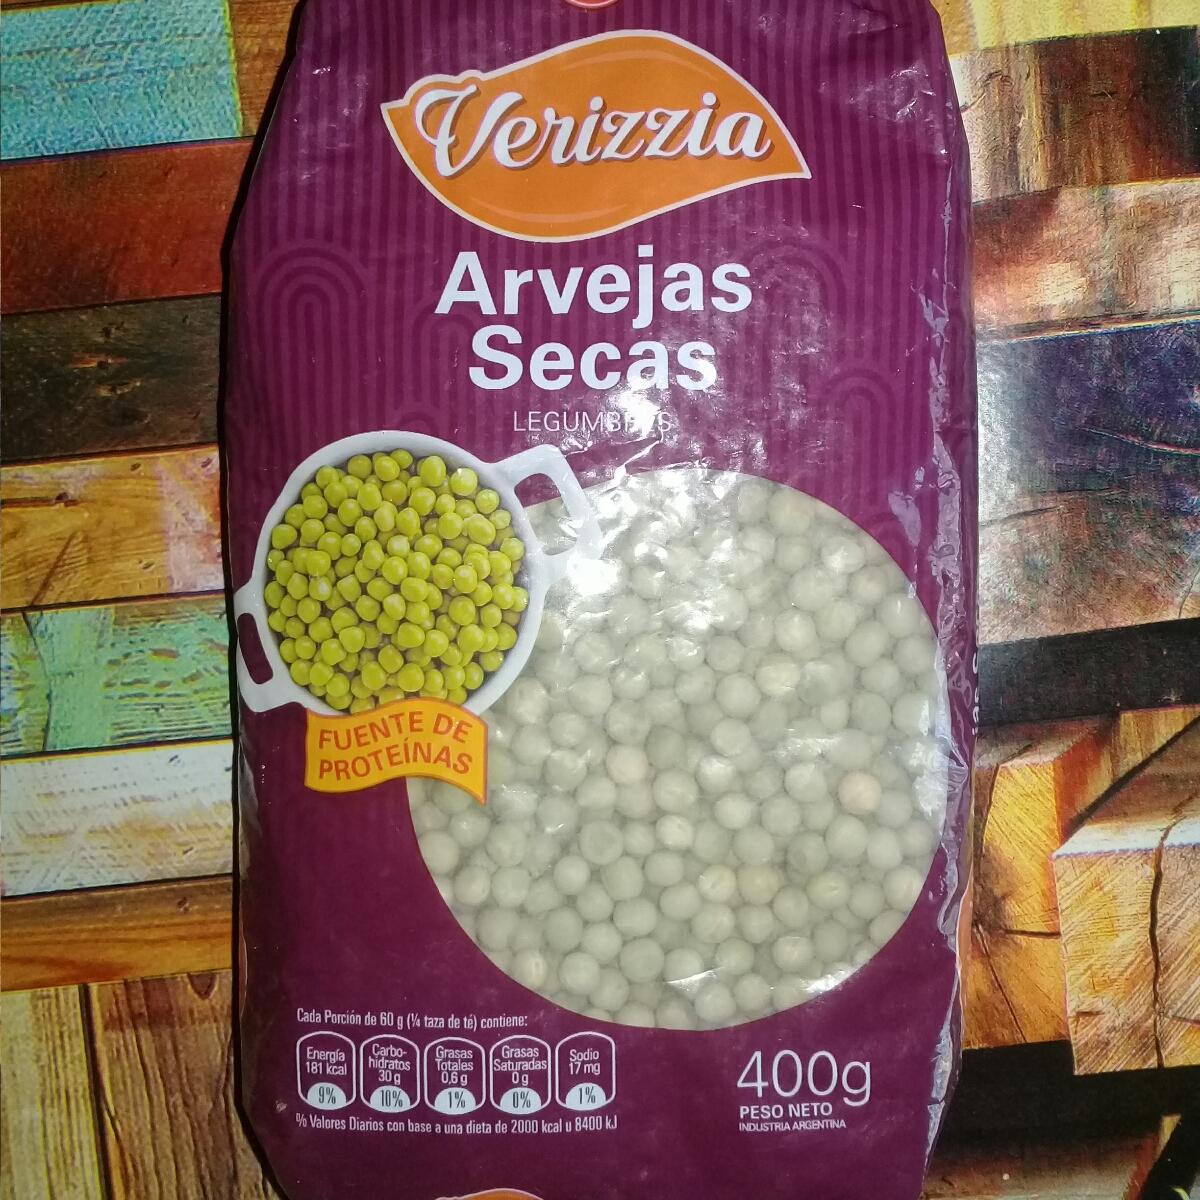 Verizzia
Arvejas
Secas
LEGUMBRES
FUENTE DE
PROTEÍNAS
Cada Porción de 60 g (¼ taza de té) contiene:
Energía
181 kcal
9%
Carbo-
hidratos
30 g
10%
Grasas
Totales
0,6 g
1%
Grasas
Saturadas
0 g
0%
Sodio
17 mg
1%
% Valores Diarios con base a una dieta de 2000 kcal u 8400 kJ
400g
PESO NETO
INDUSTRIA ARGENTINA